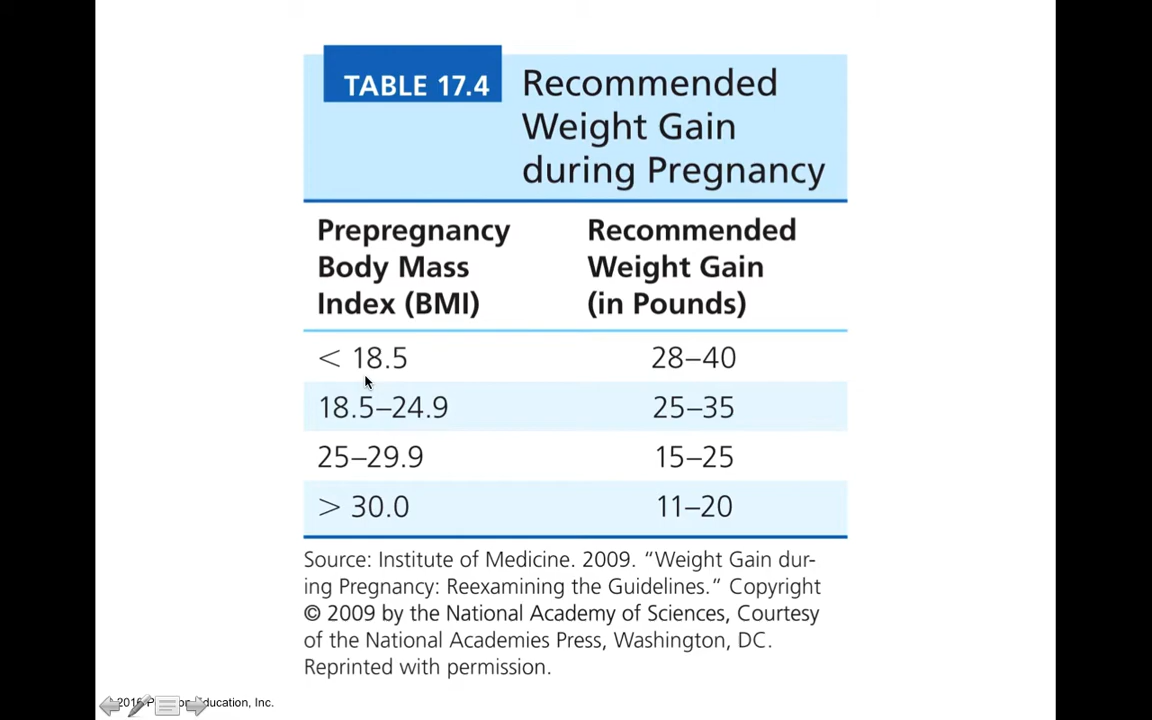 TABLE 17.4
Recommended
Weight Gain
during Pregnancy
Prepregnancy Recommended
Body Mass Weight Gain
Index (BMI) (in Pounds)
< 18.5 28–40
18.5–24.9 25–35
25–29.9 15–25
> 30.0 11–20
Source: Institute of Medicine. 2009. “Weight Gain dur-
ing Pregnancy: Reexamining the Guidelines.” Copyright
© 2009 by the National Academy of Sciences, Courtesy
of the National Academies Press, Washington, DC.
Reprinted with permission.
Inc.